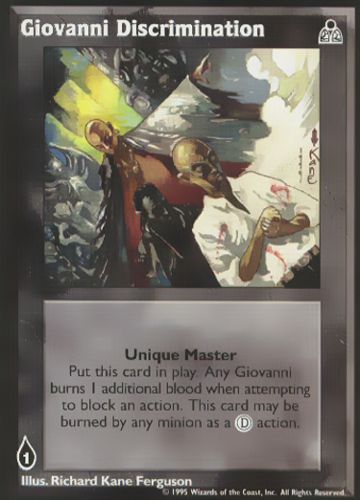 Giovanni Discrimination
Unique Master
Put this card in play. Any Giovanni
burns 1 additional blood when attempting
to block an action. This card may be
burned by any minion as a Ⓓ action.
1
Illus. Richard Kane Ferguson
© 1995 Wizards of the Coast, Inc. All Rights Reserved.